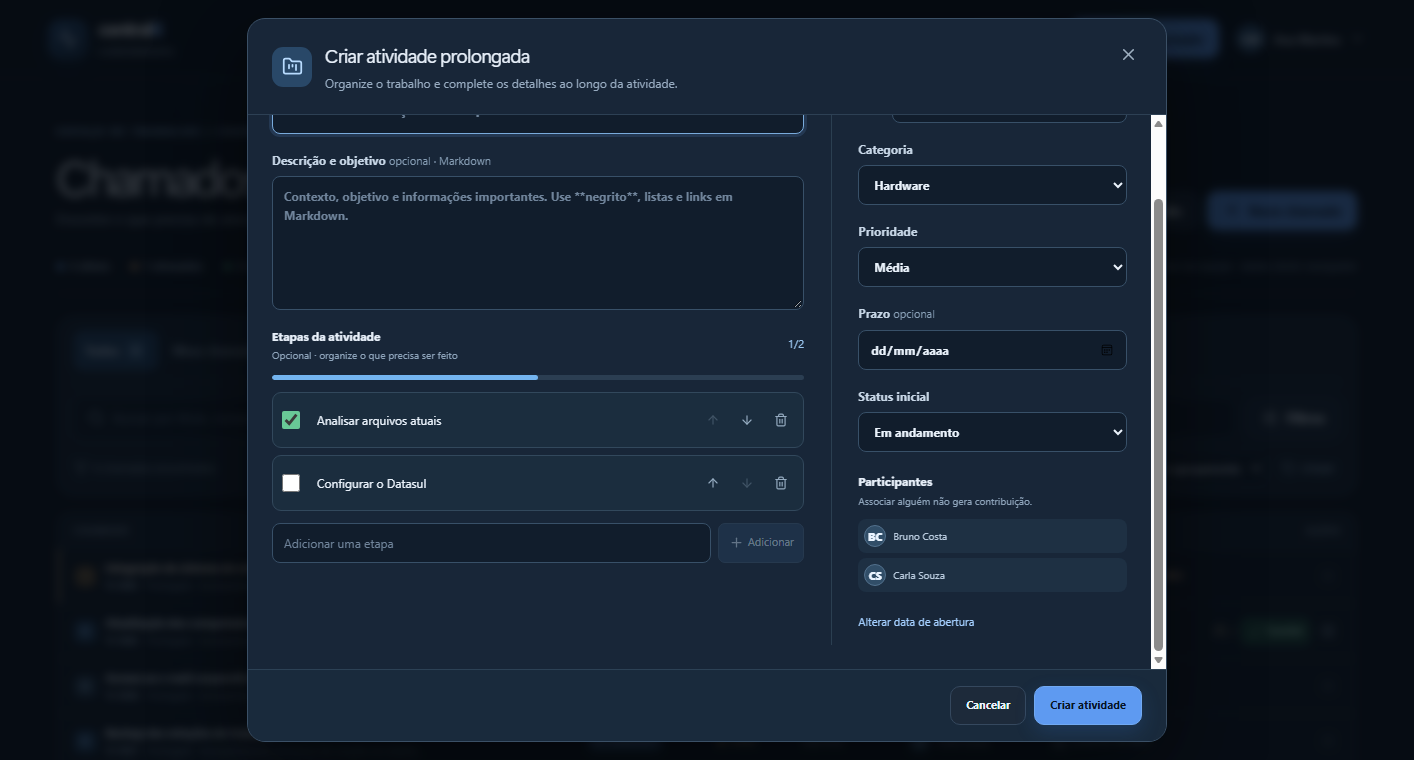 Criar atividade prolongada
Organize o trabalho e complete os detalhes ao longo da atividade.
Descrição e objetivo opcional · Markdown
Contexto, objetivo e informações importantes. Use **negrito**, listas e links em
Markdown.
Etapas da atividade
Opcional · organize o que precisa ser feito
1/2
Analisar arquivos atuais
Configurar o Datasul
Adicionar uma etapa
+ Adicionar
Categoria
Hardware
Prioridade
Média
Prazo opcional
dd/mm/aaaa
Status inicial
Em andamento
Participantes
Associar alguém não gera contribuição.
BC Bruno Costa
CS Carla Souza
Alterar data de abertura
Cancelar
Criar atividade
Chamado